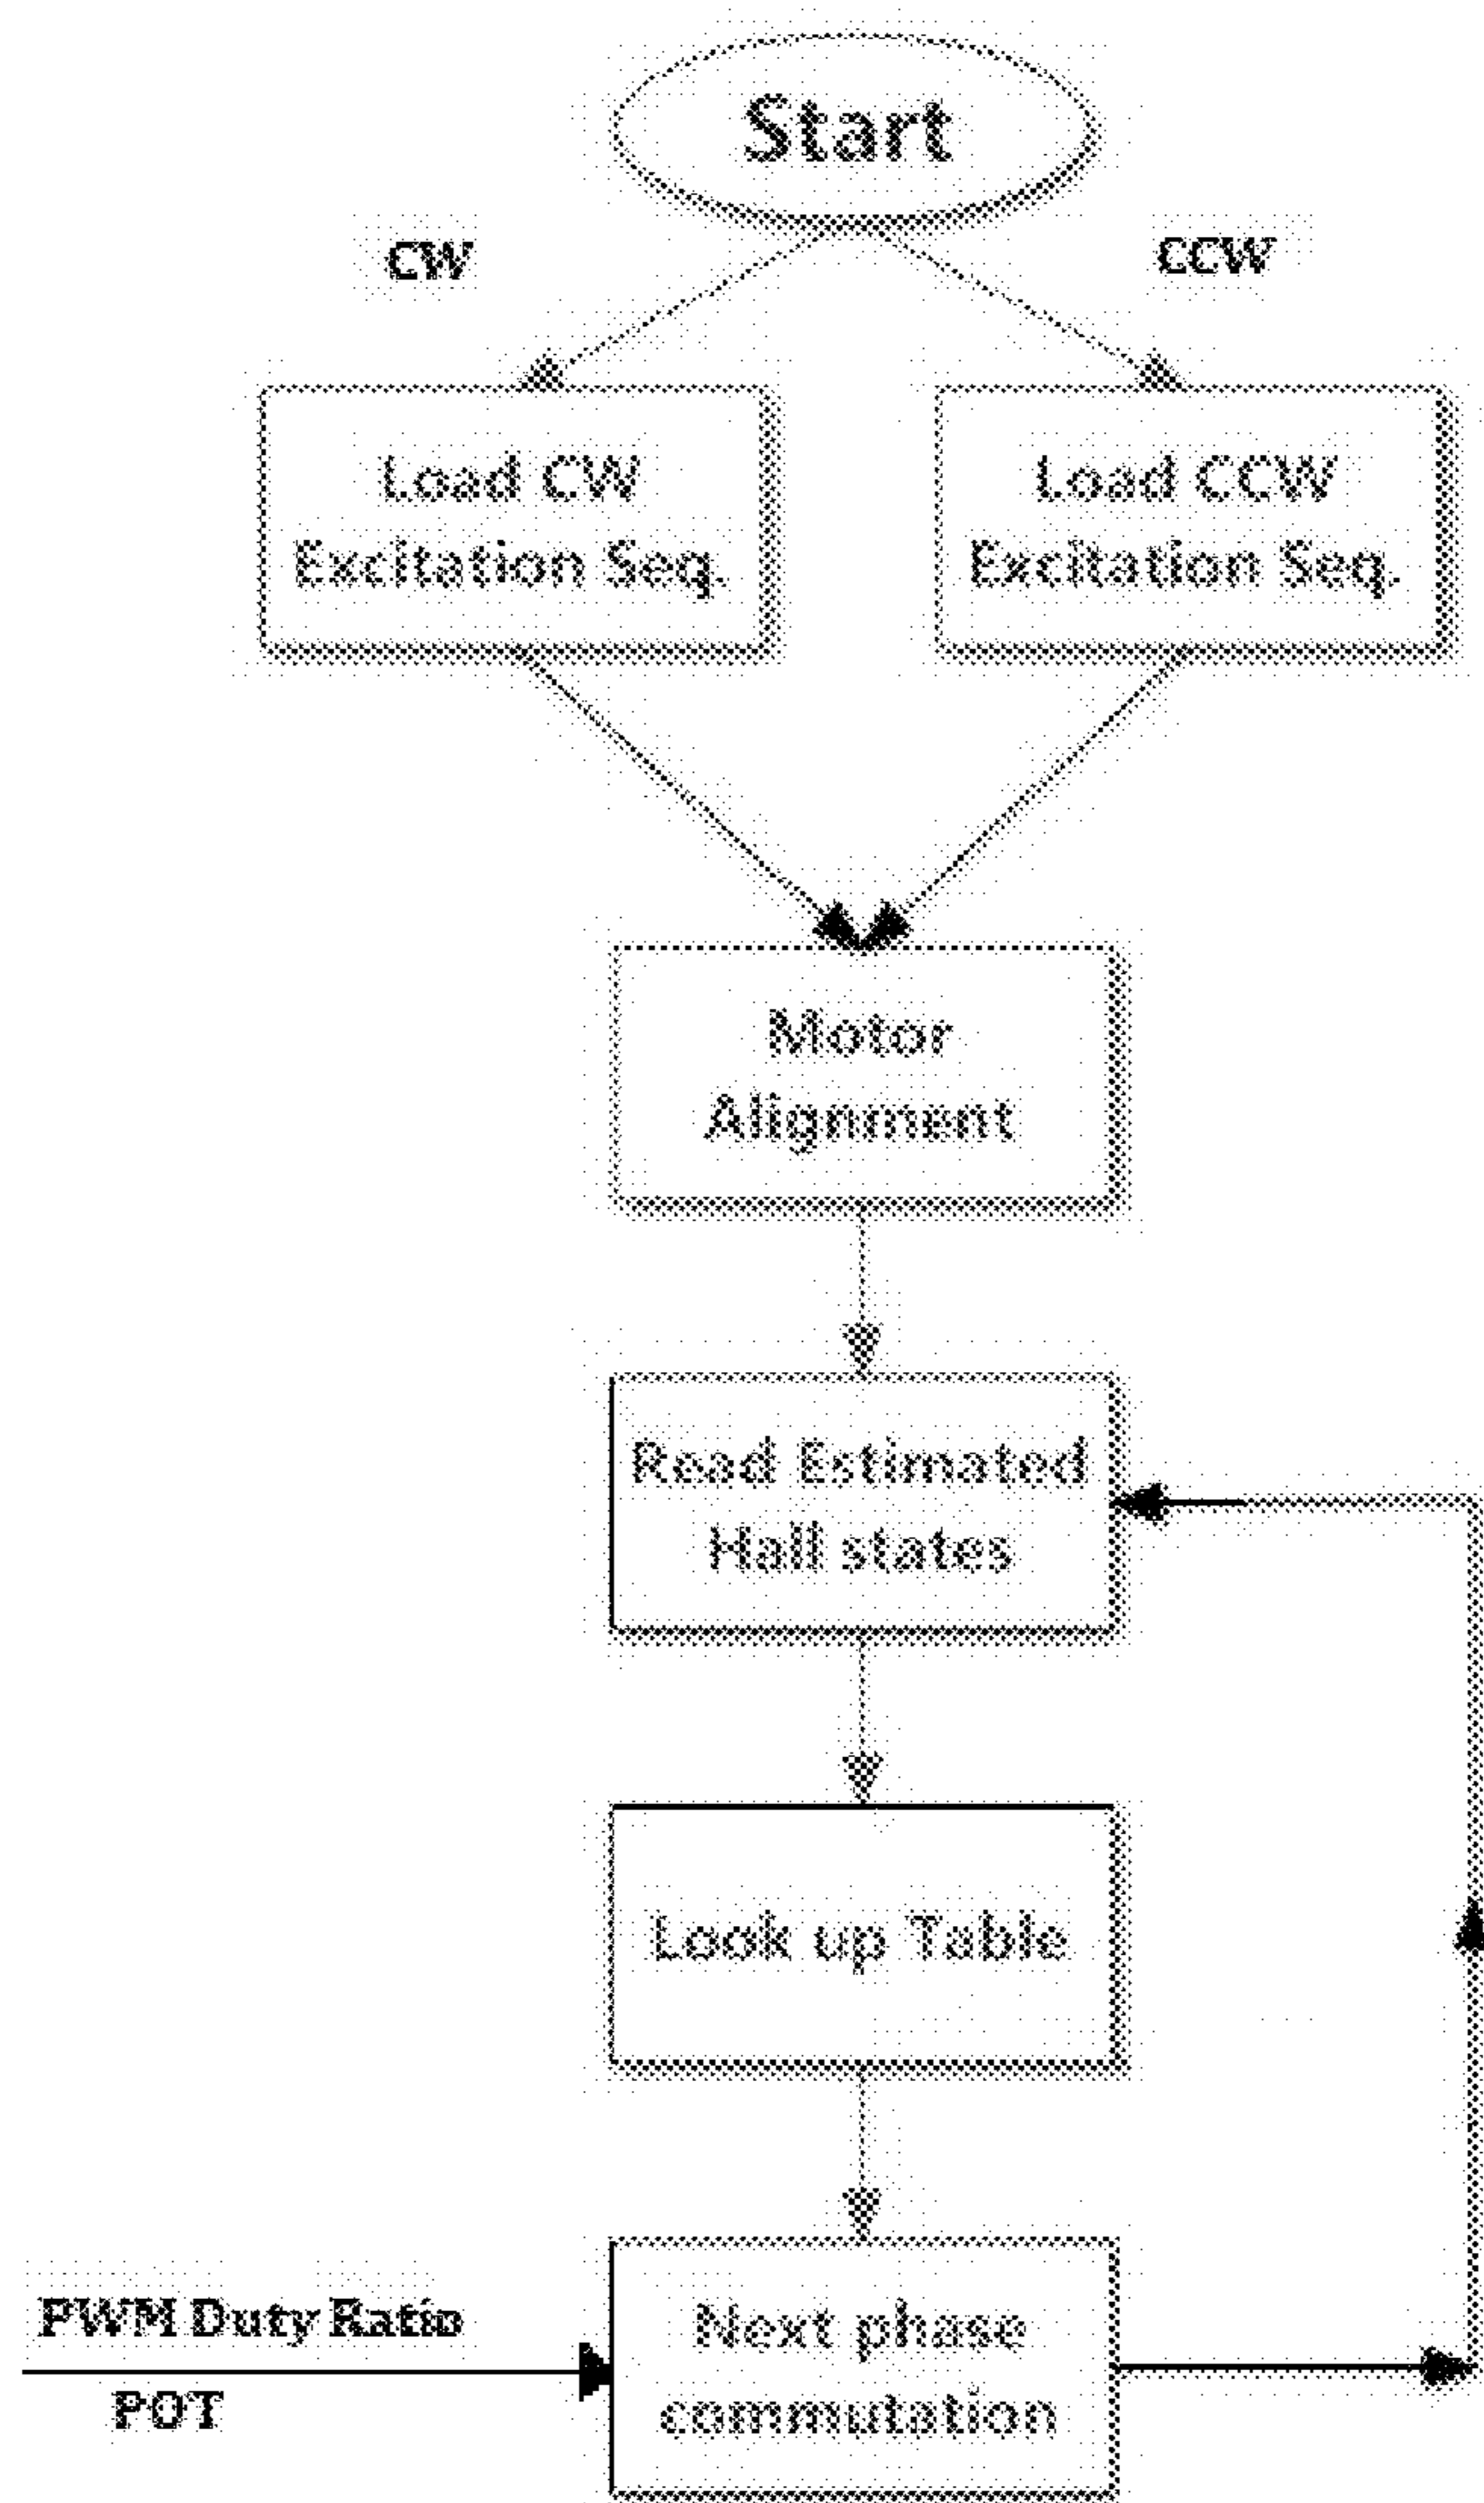 Start
CW
CCW
Load CW
Excitation Seq.
Load CCW
Excitation Seq.
Motor
Alignment
Read Estimated
Hall states
Look up Table
PWM Duty Ratio
POT
Next phase
commutation